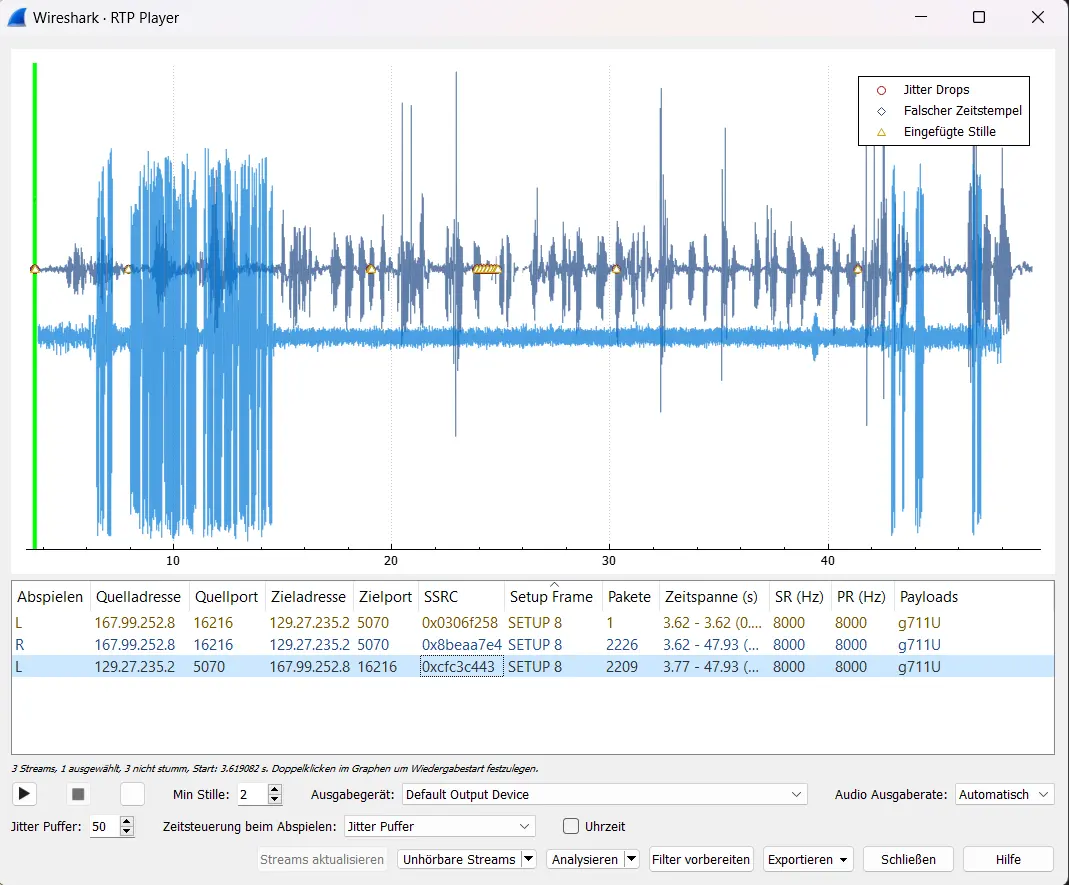 Wireshark · RTP Player
Jitter Drops
Falscher Zeitstempel
Eingefügte Stille
10 20 30 40
Abspielen Quelladresse Quellport Zieladresse Zielport SSRC Setup Frame Pakete Zeitspanne (s) SR (Hz) PR (Hz) Payloads
L 167.99.252.8 16216 129.27.235.2 5070 0x0306f258 SETUP 8 1 3.62 - 3.62 (0.... 8000 8000 g711U
R 167.99.252.8 16216 129.27.235.2 5070 0x8beaa7e4 SETUP 8 2226 3.62 - 47.93 (... 8000 8000 g711U
L 129.27.235.2 5070 167.99.252.8 16216 0xcfc3c443 SETUP 8 2209 3.77 - 47.93 (... 8000 8000 g711U
3 Streams, 1 ausgewählt, 3 nicht stumm, Start: 3.619082 s. Doppelklicken im Graphen um Wiedergabestart festzulegen.
Min Stille: 2 Ausgabegerät: Default Output Device Audio Ausgaberate: Automatisch
Jitter Puffer: 50 Zeitsteuerung beim Abspielen: Jitter Puffer Uhrzeit
Streams aktualisieren Unhörbare Streams Analysieren Filter vorbereiten Exportieren Schließen Hilfe